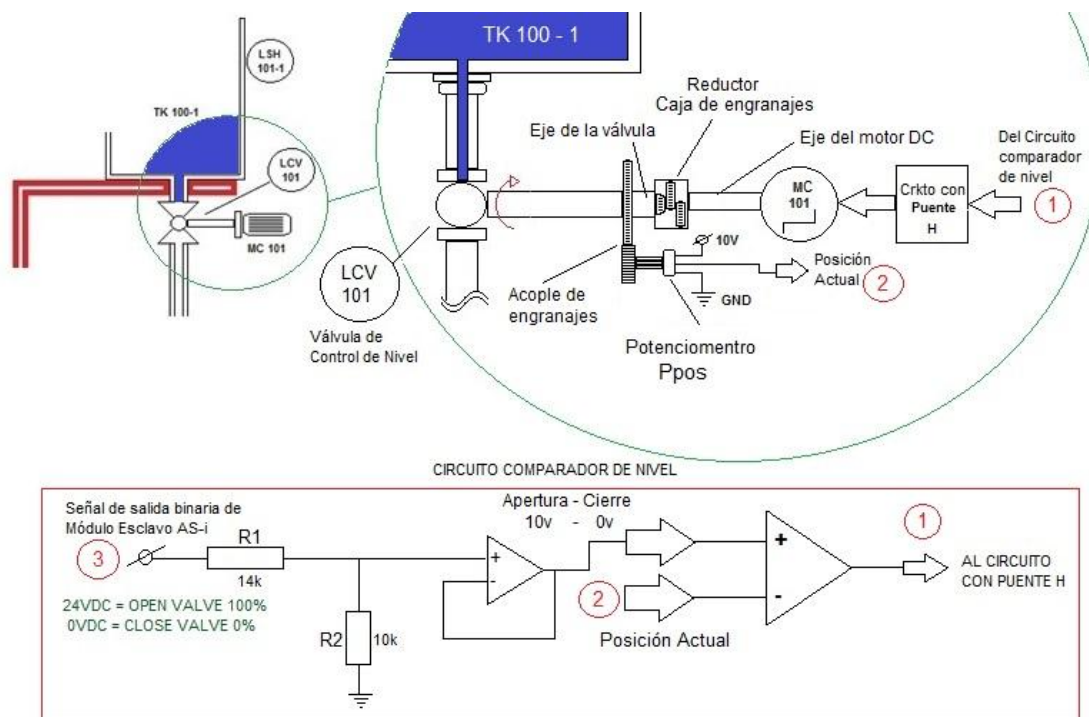 LSH
101-1
TK 100-1
LCV
101
MC 101
TK 100 - 1
Reductor
Caja de engranajes
Eje de la válvula
Eje del motor DC
Del Circuito
comparador
de nivel
1
MC
101
Crkto con
Puente
H
10V
Posición
Actual
2
GND
LCV
101
Acople de
engranajes
Válvula de
Control de Nivel
Potenciomentro
Ppos
CIRCUITO COMPARADOR DE NIVEL
Señal de salida binaria de
Módulo Esclavo AS-i
3
R1
14k
24VDC = OPEN VALVE 100%
0VDC = CLOSE VALVE 0%
R2
10k
+
-
Apertura - Cierre
10v - 0v
2
Posición Actual
+
-
1
AL CIRCUITO
CON PUENTE H